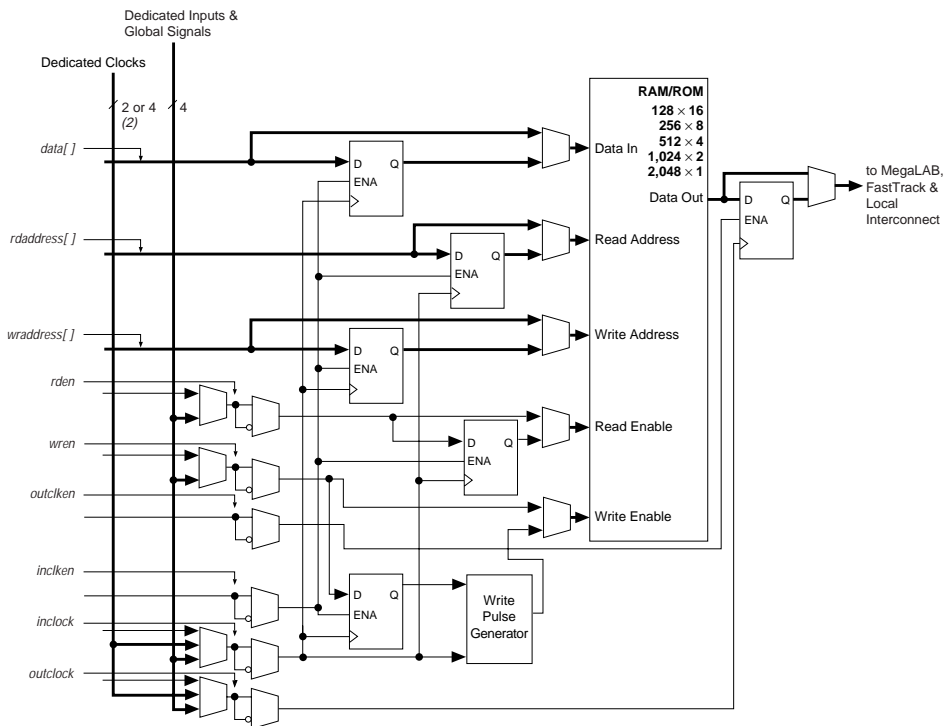 Dedicated Inputs &
Global Signals
Dedicated Clocks
2 or 4
(2)
4
RAM/ROM
128 × 16
256 × 8
512 × 4
1,024 × 2
2,048 × 1
data[ ]
D Q
ENA
Data In
Data Out
D Q
ENA
to MegaLAB,
FastTrack &
Local
Interconnect
rdaddress[ ]
D Q
ENA
Read Address
wraddress[ ]
D Q
ENA
Write Address
rden
D Q
ENA
Read Enable
wren
outclken
Write Enable
inclken
D Q
ENA
Write
Pulse
Generator
inclock
outclock